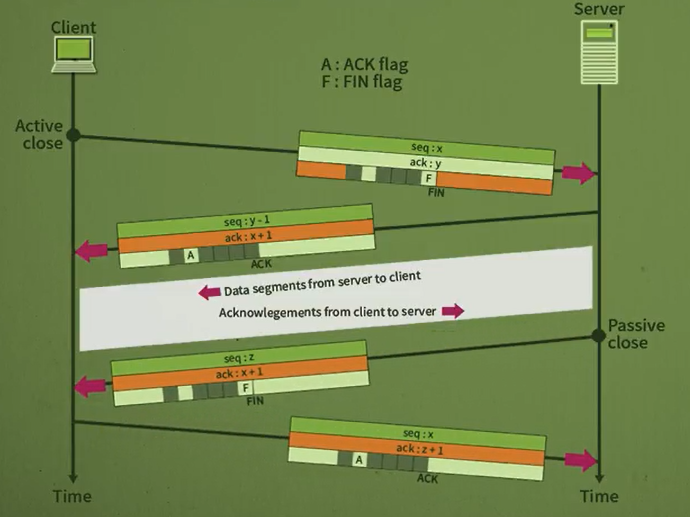 Client
Server
A : ACK flag
F : FIN flag
Active
close
seq : x
ack : y
F
FIN
seq : y - 1
ack : x + 1
A
ACK
Data segments from server to client
Acknowlegements from client to server
Passive
close
seq : z
ack : x + 1
F
FIN
seq : x
ack : z + 1
A
ACK
Time
Time